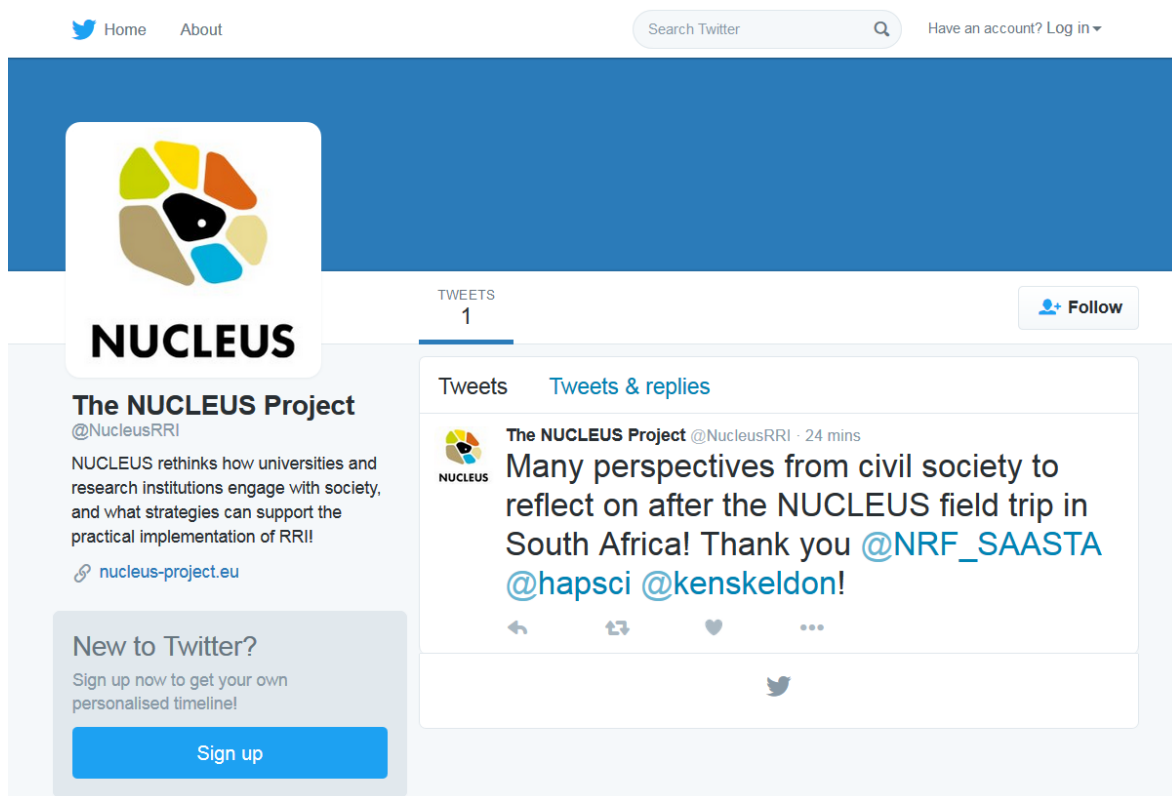 Home About Search Twitter Have an account? Log in
NUCLEUS
TWEETS
1
Follow
The NUCLEUS Project
@NucleusRRI
NUCLEUS rethinks how universities and
research institutions engage with society,
and what strategies can support the
practical implementation of RRI!
nucleus-project.eu
New to Twitter?
Sign up now to get your own
personalised timeline!
Sign up
Tweets Tweets & replies
NUCLEUS
The NUCLEUS Project @NucleusRRI · 24 mins
Many perspectives from civil society to
reflect on after the NUCLEUS field trip in
South Africa! Thank you @NRF_SAASTA
@hapsci @kenskeldon!